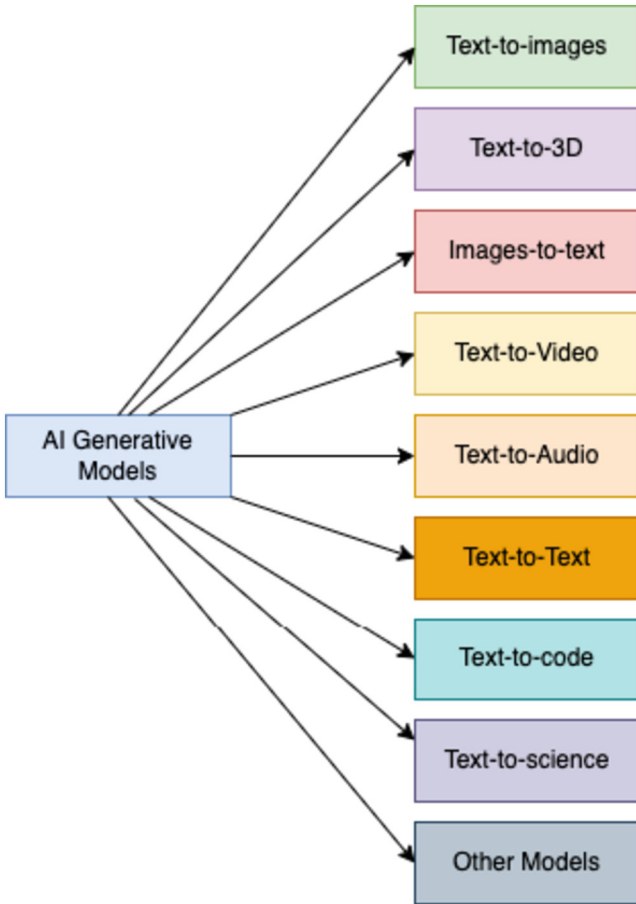 Text-to-images
Text-to-3D
Images-to-text
Text-to-Video
AI Generative
Models
Text-to-Audio
Text-to-Text
Text-to-code
Text-to-science
Other Models